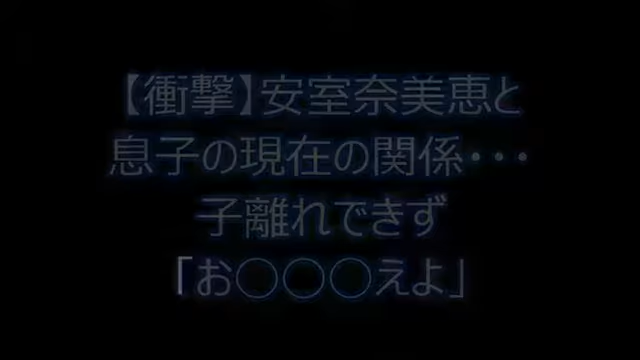 【衝撃】安室奈美恵と
息子の現在の関係・・・
子離れできず
「お○○○えよ」